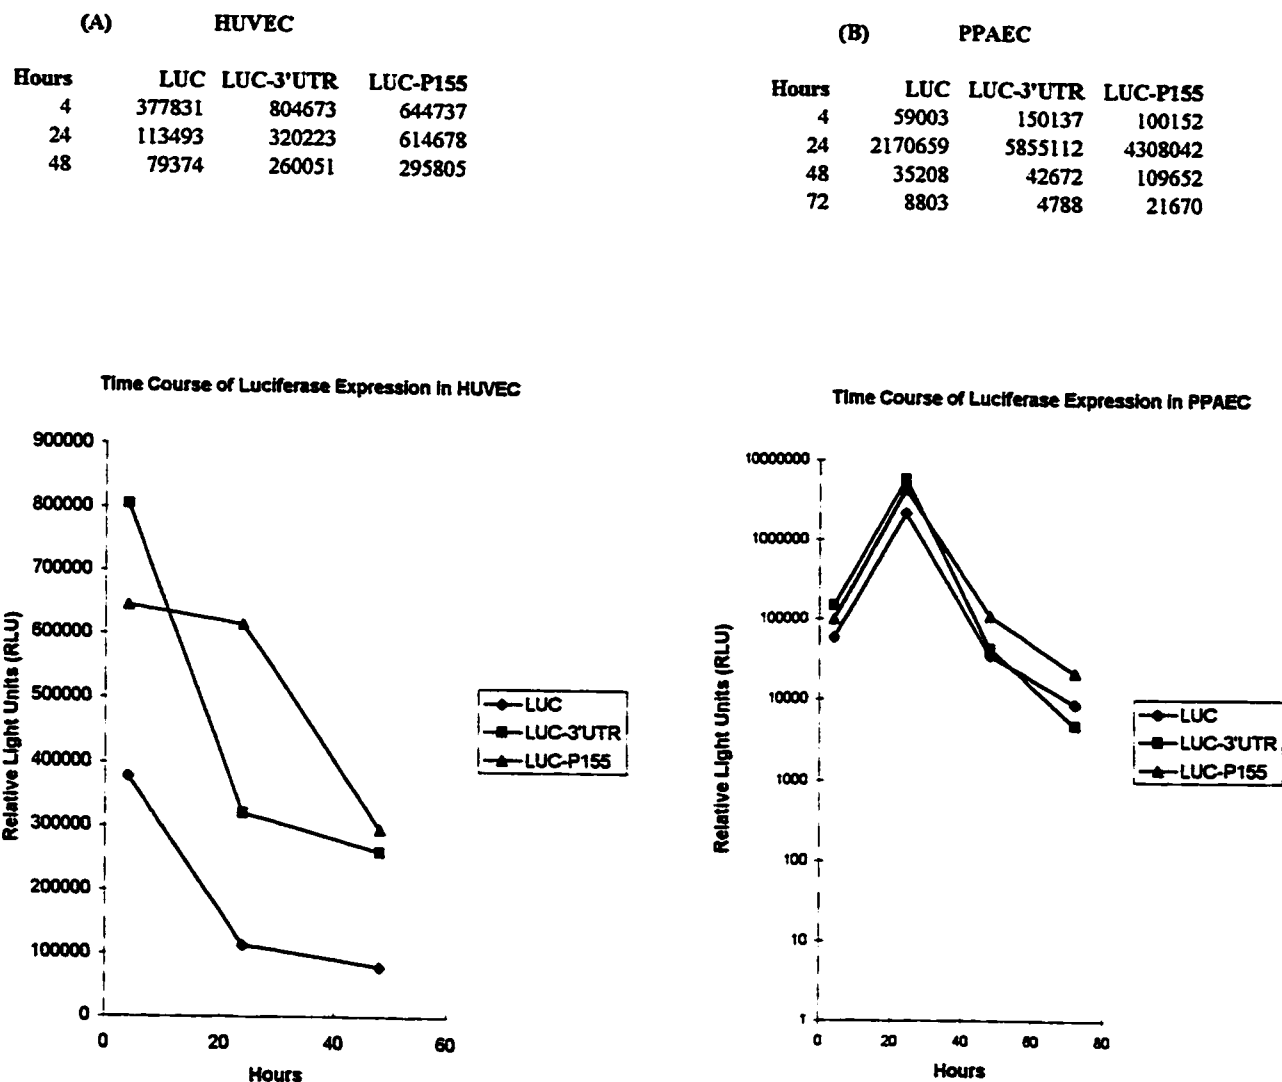 (A) HUVEC
Hours LUC LUC-3'UTR LUC-P155
4 377831 804673 644737
24 113493 320223 614678
48 79374 260051 295805
(B) PPAEC
Hours LUC LUC-3'UTR LUC-P155
4 59003 150137 100152
24 2170659 5855112 4308042
48 35208 42672 109652
72 8803 4788 21670
Time Course of Luciferase Expression in HUVEC
Relative Light Units (RLU)
900000
800000
700000
600000
500000
400000
300000
200000
100000
0
0 20 40 60
Hours
LUC
LUC-3'UTR
LUC-P155
Time Course of Luciferase Expression in PPAEC
Relative Light Units (RLU)
10000000
1000000
100000
10000
1000
100
10
1
0 20 40 60 80
Hours
LUC
LUC-3'UTR
LUC-P155